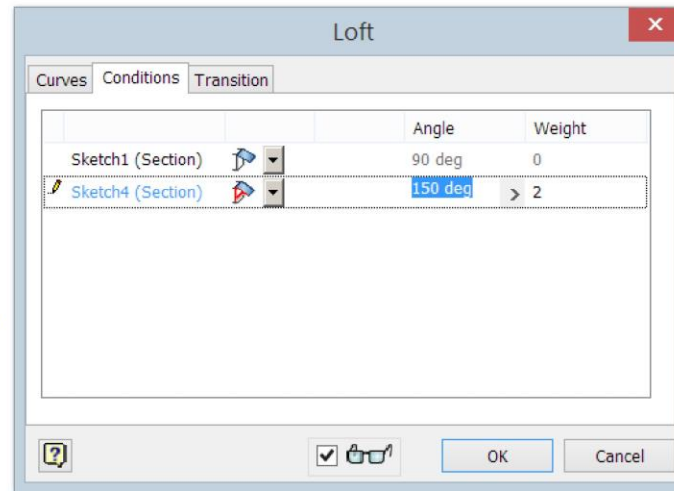 Loft
Curves Conditions Transition
Angle Weight
Sketch1 (Section) 90 deg 0
Sketch4 (Section) 150 deg > 2
?
OK Cancel